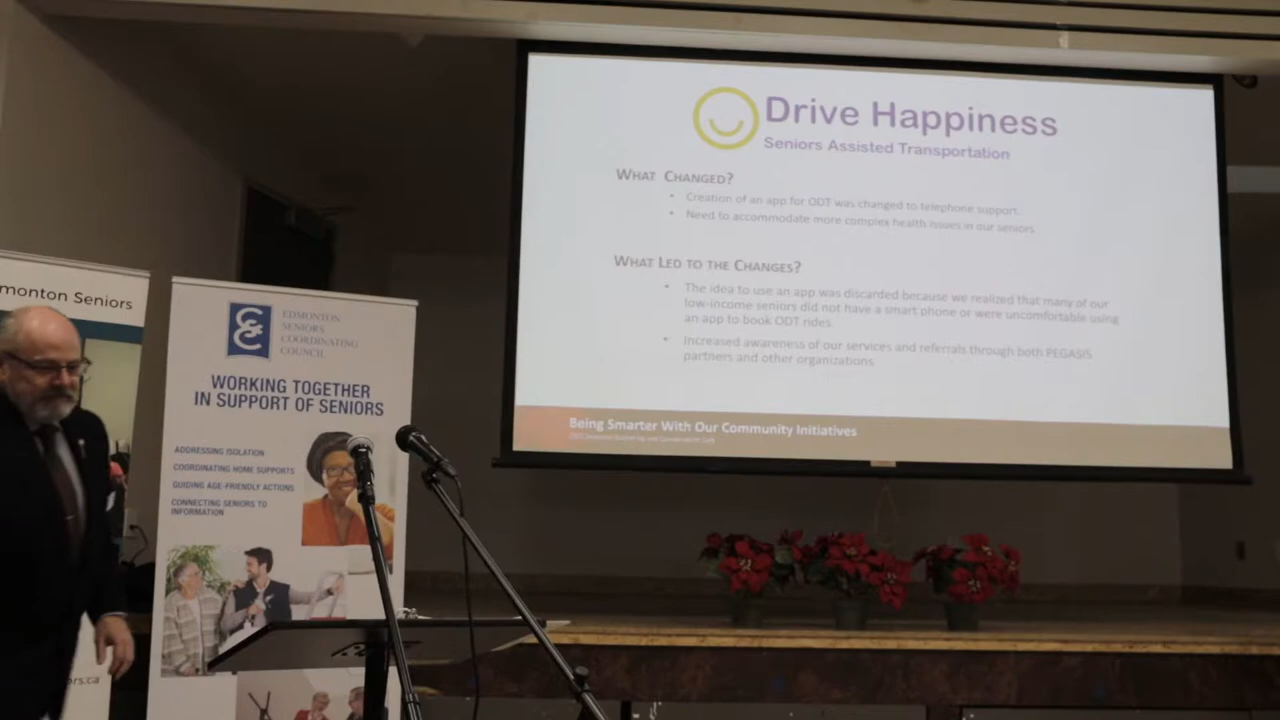 Drive Happiness
Seniors Assisted Transportation
WHAT CHANGED?
• Creation of an app for ODT was changed to telephone support.
• Need to accommodate more complex health issues in our seniors.
WHAT LED TO THE CHANGES?
• The idea to use an app was discarded because we realized that many of our
low-income seniors did not have a smart phone or were uncomfortable using
an app to book ODT rides.
• Increased awareness of our services and referrals through both PEGASIS
partners and other organizations
Being Smarter With Our Community Initiatives
monton Seniors
EDMONTON
SENIORS
COORDINATING
COUNCIL
WORKING TOGETHER
IN SUPPORT OF SENIORS
ADDRESSING ISOLATION
COORDINATING HOME SUPPORTS
GUIDING AGE-FRIENDLY ACTIONS
CONNECTING SENIORS TO
INFORMATION
ors.ca